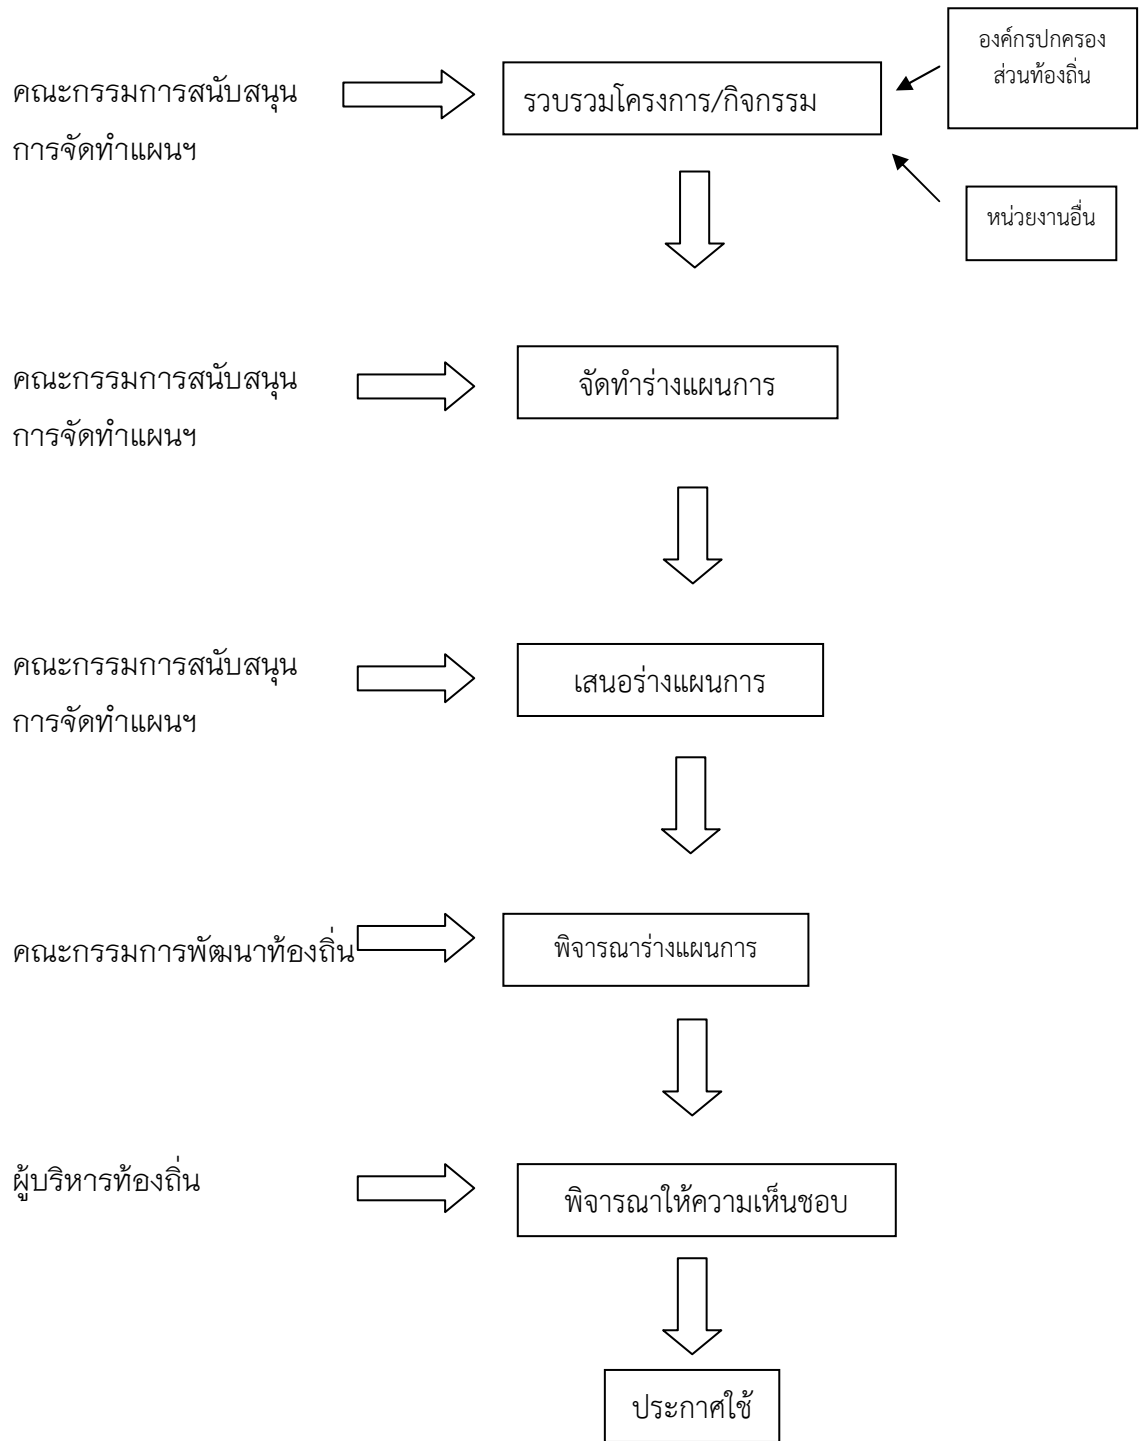 องค์กรปกครอง
ส่วนท้องถิ่น
คณะกรรมการสนับสนุน
การจัดทำแผนฯ
รวบรวมโครงการ/กิจกรรม
หน่วยงานอื่น
คณะกรรมการสนับสนุน
การจัดทำแผนฯ
จัดทำร่างแผนการ
คณะกรรมการสนับสนุน
การจัดทำแผนฯ
เสนอร่างแผนการ
คณะกรรมการพัฒนาท้องถิ่น
พิจารณาร่างแผนการ
ผู้บริหารท้องถิ่น
พิจารณาให้ความเห็นชอบ
ประกาศใช้